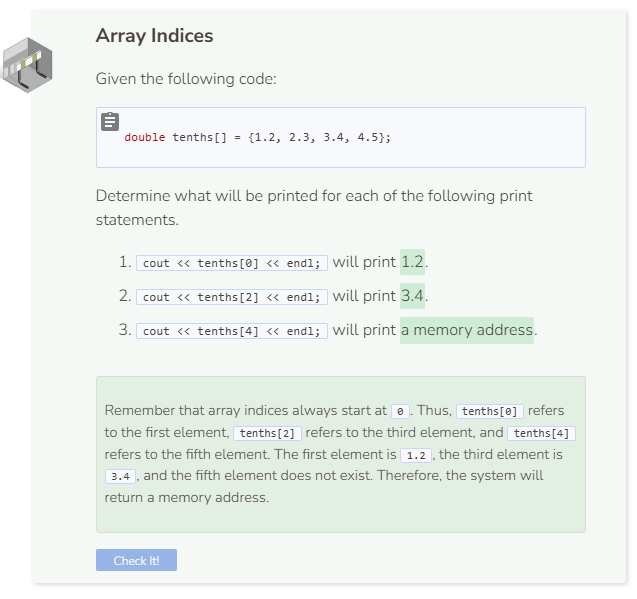 Array Indices
Given the following code:
double tenths[] = {1.2, 2.3, 3.4, 4.5};
Determine what will be printed for each of the following print
statements.
1. cout << tenths[0] << endl; will print 1.2.
2. cout << tenths[2] << endl; will print 3.4.
3. cout << tenths[4] << endl; will print a memory address.
Remember that array indices always start at 0. Thus, tenths[0] refers
to the first element, tenths[2] refers to the third element, and tenths[4]
refers to the fifth element. The first element is 1.2, the third element is
3.4, and the fifth element does not exist. Therefore, the system will
return a memory address.
Check It!